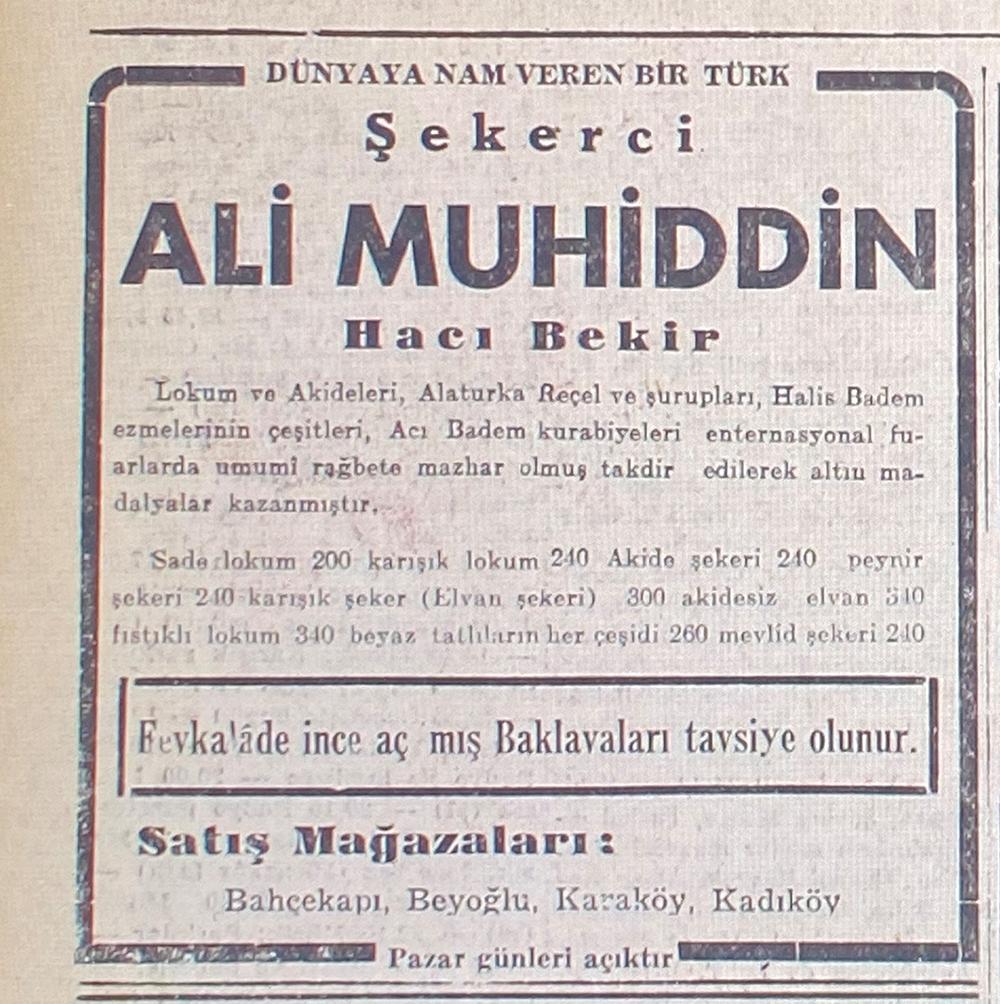 DÜNYAYA NAM VEREN BİR TÜRK
Şekerci
ALİ MUHİDDİN
Hacı Bekir
Lokum ve Akideleri, Alaturka Reçel ve şurupları, Halis Badem
ezmelerinin çeşitleri, Acı Badem kurabiyeleri enternasyonal fu-
arlarda umumî rağbete mazhar olmuş takdir edilerek altın ma-
dalyalar kazanmıştır.
Sade lokum 200 karışık lokum 240 Akide şekeri 240 peynir
şekeri 240 karışık şeker (Elvan şekeri) 300 akidesiz elvan 340
fıstıklı lokum 340 beyaz tatlıların her çeşidi 260 mevlid şekeri 240
Fevkalâde ince aç mış Baklavaları tavsiye olunur.
Satış Mağazaları:
Bahçekapı, Beyoğlu, Karaköy, Kadıköy
Pazar günleri açıktır